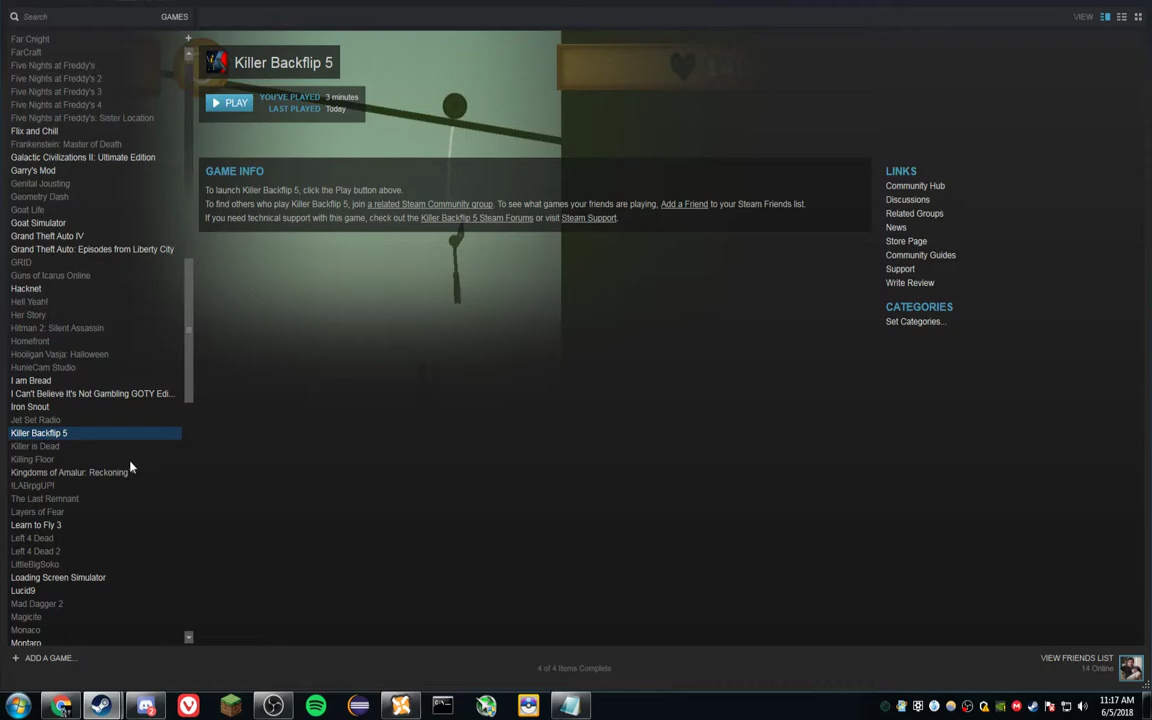 Search
GAMES
VIEW
Far Cnight
FarCraft
Five Nights at Freddy's
Five Nights at Freddy's 2
Five Nights at Freddy's 3
Five Nights at Freddy's 4
Five Nights at Freddy's: Sister Location
Flix and Chill
Frankenstein: Master of Death
Galactic Civilizations II: Ultimate Edition
Garry's Mod
Genital Jousting
Geometry Dash
Goat Life
Goat Simulator
Grand Theft Auto IV
Grand Theft Auto: Episodes from Liberty City
GRID
Guns of Icarus Online
Hacknet
Hell Yeah!
Her Story
Hitman 2: Silent Assassin
Homefront
Hooligan Vasja: Halloween
HunieCam Studio
I am Bread
I Can't Believe It's Not Gambling GOTY Edi...
Iron Snout
Jet Set Radio
Killer Backflip 5
Killer is Dead
Killing Floor
Kingdoms of Amalur: Reckoning
!LABrpgUP!
The Last Remnant
Layers of Fear
Learn to Fly 3
Left 4 Dead
Left 4 Dead 2
LittleBigSoko
Loading Screen Simulator
Lucid9
Mad Dagger 2
Magicite
Monaco
Montaro
+ ADD A GAME...
Killer Backflip 5
PLAY
YOU'VE PLAYED 3 minutes
LAST PLAYED Today
GAME INFO
To launch Killer Backflip 5, click the Play button above.
To find others who play Killer Backflip 5, join a related Steam Community group. To see what games your friends are playing, Add a Friend to your Steam Friends list.
If you need technical support with this game, check out the Killer Backflip 5 Steam Forums or visit Steam Support.
LINKS
Community Hub
Discussions
Related Groups
News
Store Page
Community Guides
Support
Write Review
CATEGORIES
Set Categories...
4 of 4 Items Complete
VIEW FRIENDS LIST
14 Online
11:17 AM
6/5/2018